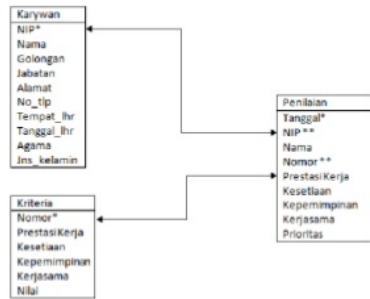 Karywan
NIP*
Nama
Golongan
Jabatan
Alamat
No_tlp
Tempat_lhr
Tanggal_lhr
Agama
Jns_kelamin
Kriteria
Nomor*
PrestasiKerja
Kesetiaan
Kepemimpinan
Kerjasama
Nilai
Penilaian
Tanggal*
NIP**
Nama
Nomor**
PrestasiKerja
Kesetiaan
Kepemimpinan
Kerjasama
Prioritas